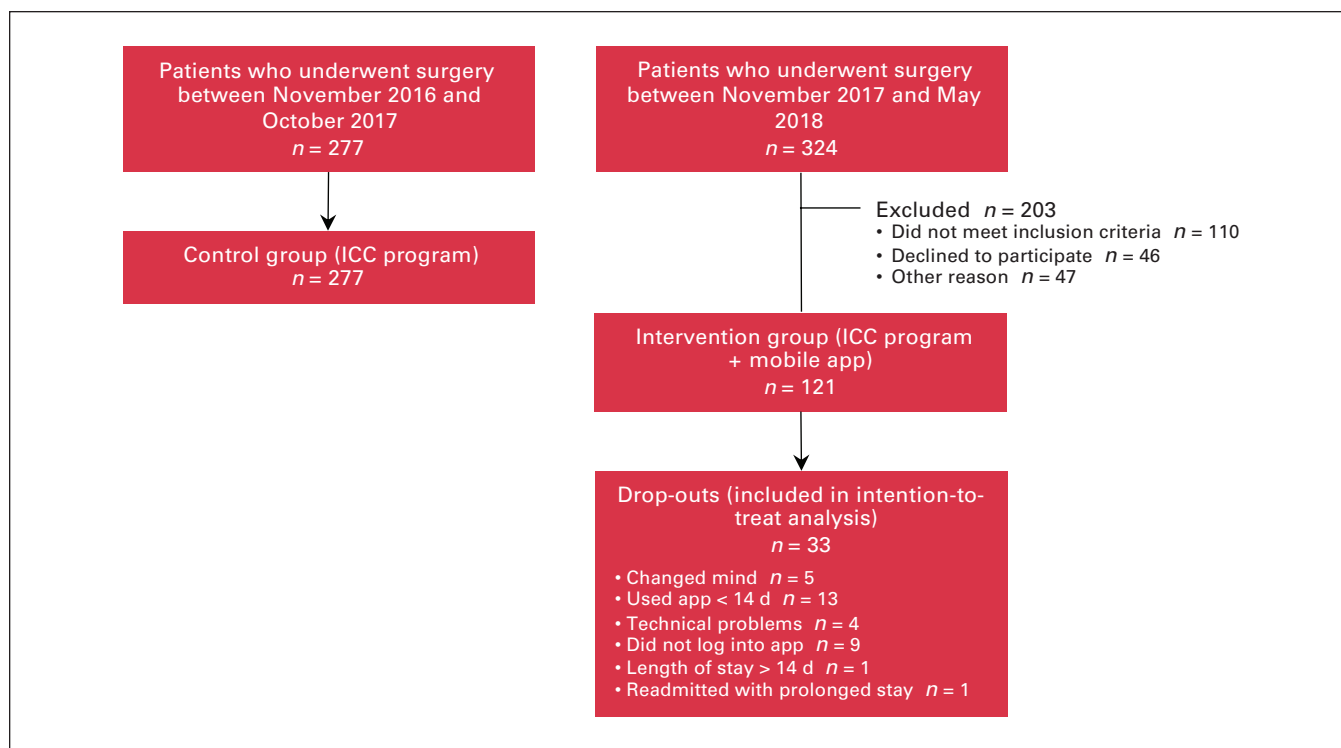 Patients who underwent surgery
between November 2016 and
October 2017
n = 277
Control group (ICC program)
n = 277
Patients who underwent surgery
between November 2017 and May
2018
n = 324
Excluded n = 203
• Did not meet inclusion criteria n = 110
• Declined to participate n = 46
• Other reason n = 47
Intervention group (ICC program
+ mobile app)
n = 121
Drop-outs (included in intention-to-
treat analysis)
n = 33
• Changed mind n = 5
• Used app < 14 d n = 13
• Technical problems n = 4
• Did not log into app n = 9
• Length of stay > 14 d n = 1
• Readmitted with prolonged stay n = 1